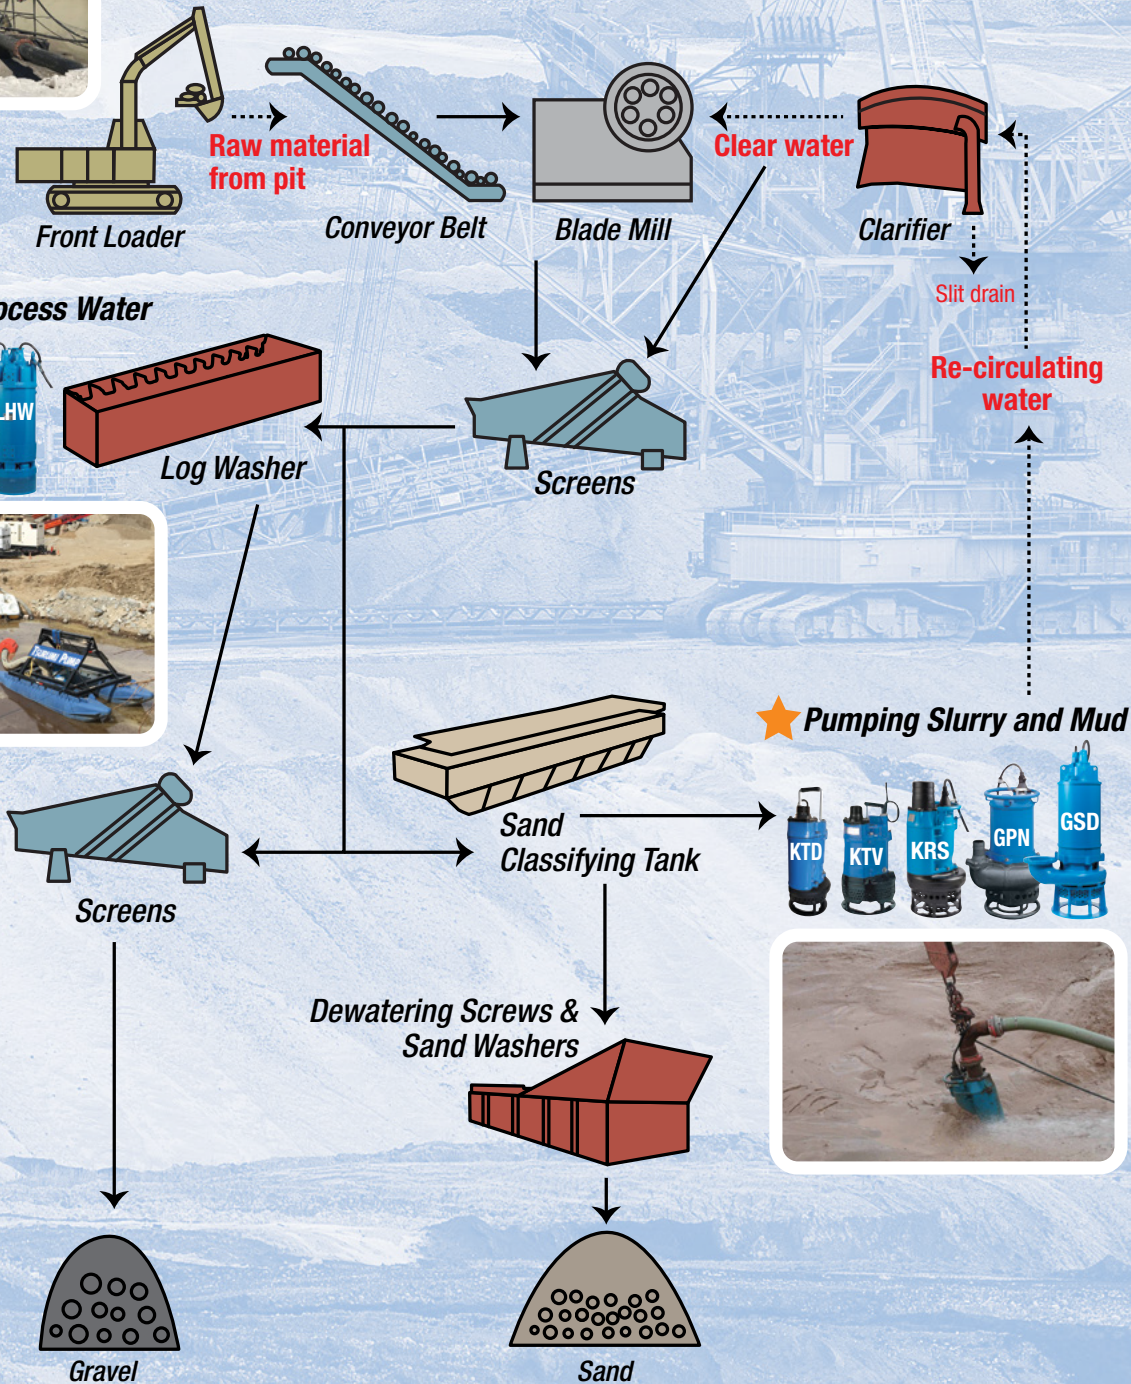 Raw material
from pit
Clear water
Front Loader
Conveyor Belt
Blade Mill
Clarifier
Slit drain
ocess Water
LHW
Log Washer
Screens
Re-circulating
water
TSURUMI PUMP
Pumping Slurry and Mud
KTD
KTV
KRS
GPN
GSD
Sand
Classifying Tank
Screens
Dewatering Screws &
Sand Washers
Gravel
Sand